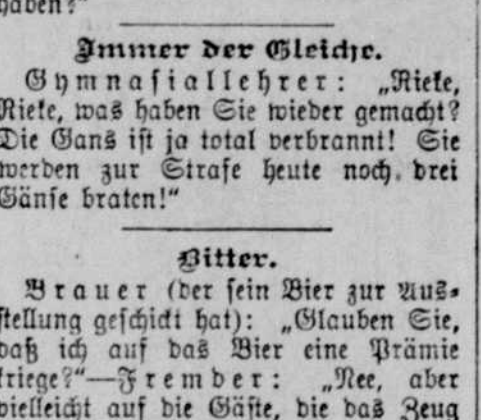 haben?"
Immer der Gleiche.
Gymnasiallehrer: „Rieke,
Rieke, was haben Sie wieder gemacht?
Die Gans ist ja total verbrannt! Sie
werden zur Strafe heute noch drei
Gänse braten!“
Bitter.
Brauer (der sein Bier zur Aus-
stellung geschickt hat): „Glauben Sie,
daß ich auf das Bier eine Prämie
kriege?“—Fremder: „Nee, aber
vielleicht auf die Gäste, die das Zeug